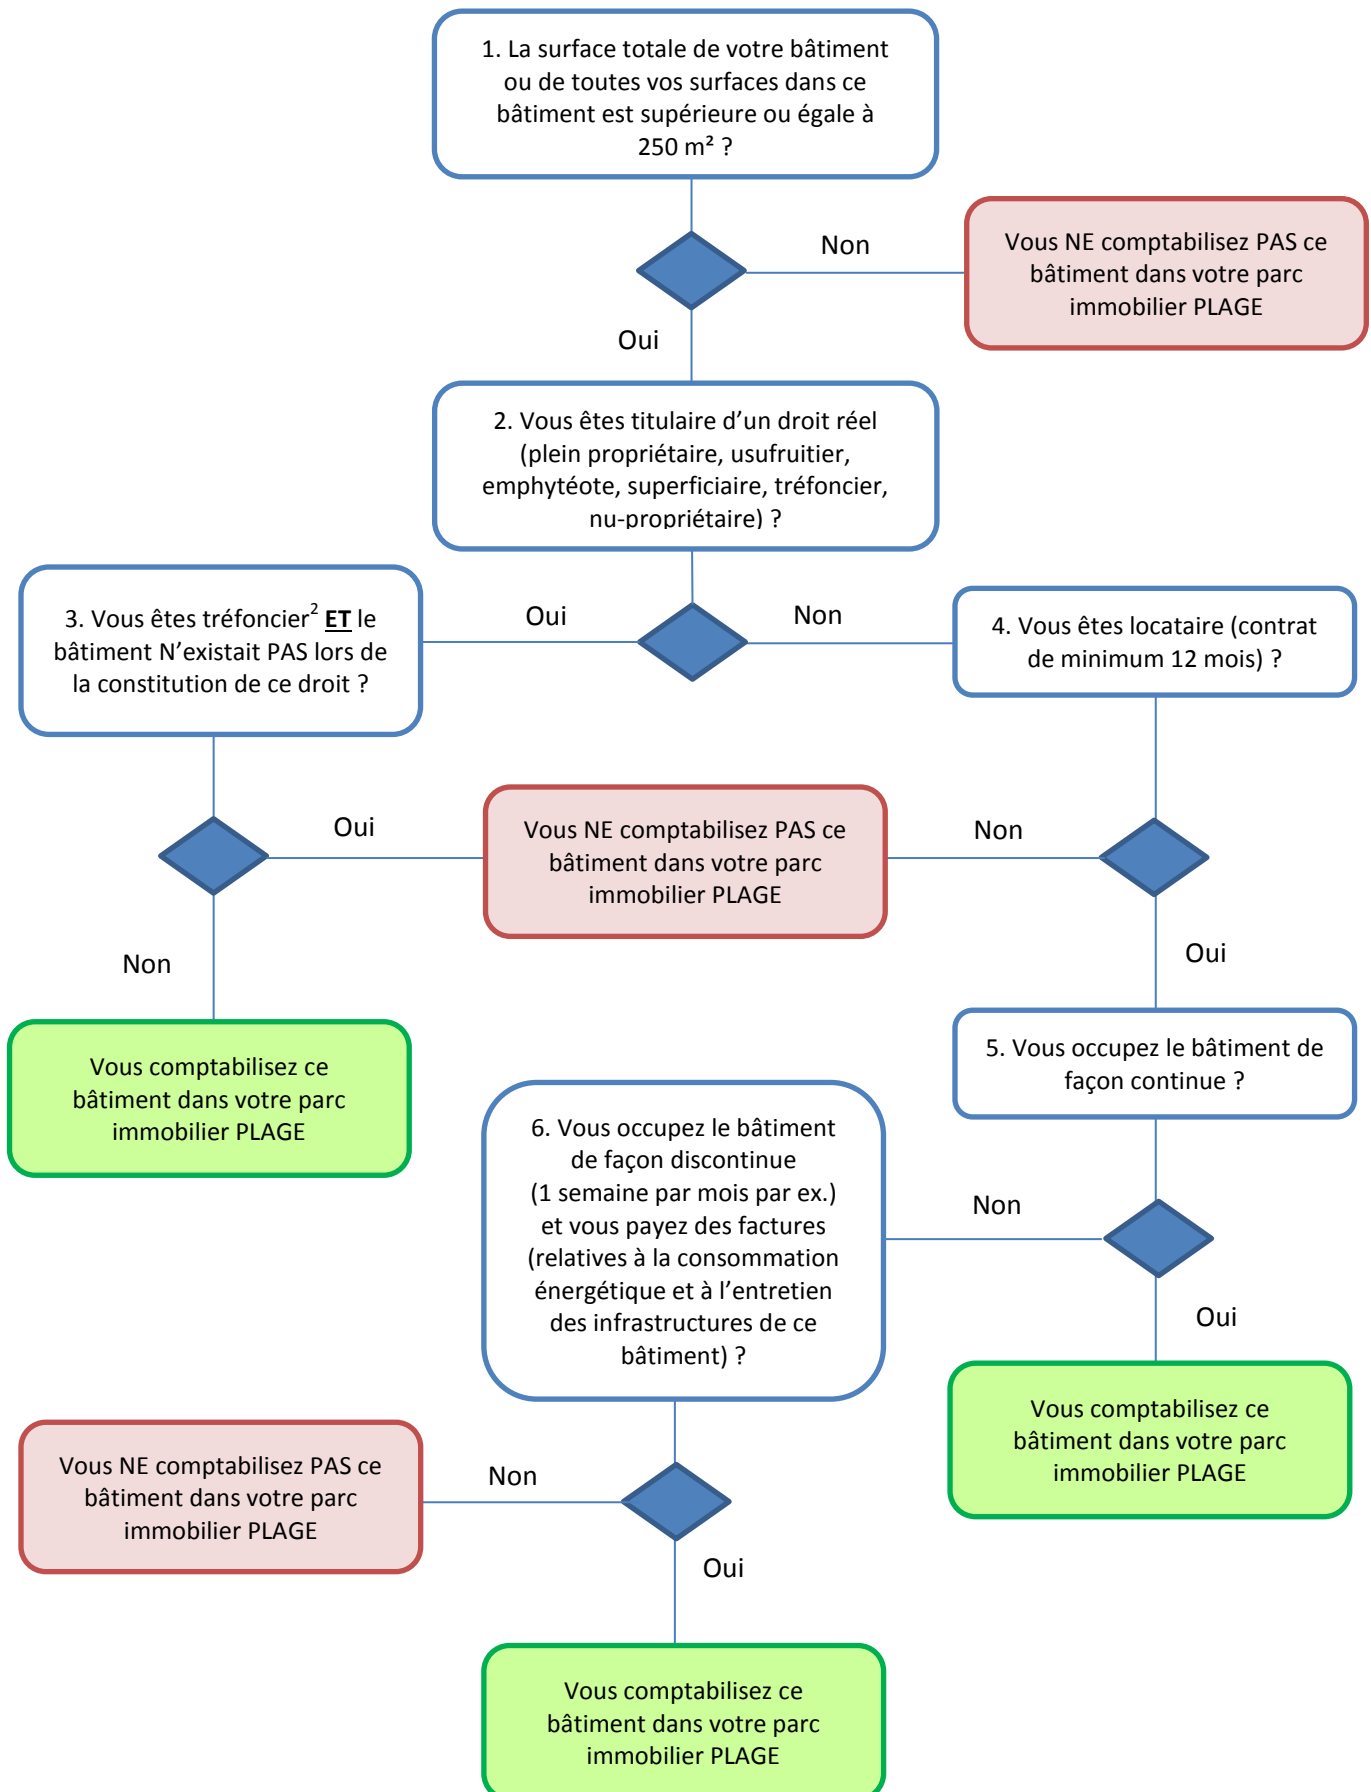 1. La surface totale de votre bâtiment
ou de toutes vos surfaces dans ce
bâtiment est supérieure ou égale à
250 m² ?
Non
Vous NE comptabilisez PAS ce
bâtiment dans votre parc
immobilier PLAGE
Oui
2. Vous êtes titulaire d’un droit réel
(plein propriétaire, usufruitier,
emphytéote, superficiaire, tréfoncier,
nu-propriétaire) ?
Oui
Non
3. Vous êtes tréfoncier² ET le
bâtiment N’existait PAS lors de
la constitution de ce droit ?
4. Vous êtes locataire (contrat
de minimum 12 mois) ?
Oui
Vous NE comptabilisez PAS ce
bâtiment dans votre parc
immobilier PLAGE
Non
Non
Oui
Vous comptabilisez ce
bâtiment dans votre parc
immobilier PLAGE
5. Vous occupez le bâtiment de
façon continue ?
6. Vous occupez le bâtiment
de façon discontinue
(1 semaine par mois par ex.)
et vous payez des factures
(relatives à la consommation
énergétique et à l’entretien
des infrastructures de ce
bâtiment) ?
Non
Oui
Vous comptabilisez ce
bâtiment dans votre parc
immobilier PLAGE
Vous NE comptabilisez PAS ce
bâtiment dans votre parc
immobilier PLAGE
Non
Oui
Vous comptabilisez ce
bâtiment dans votre parc
immobilier PLAGE